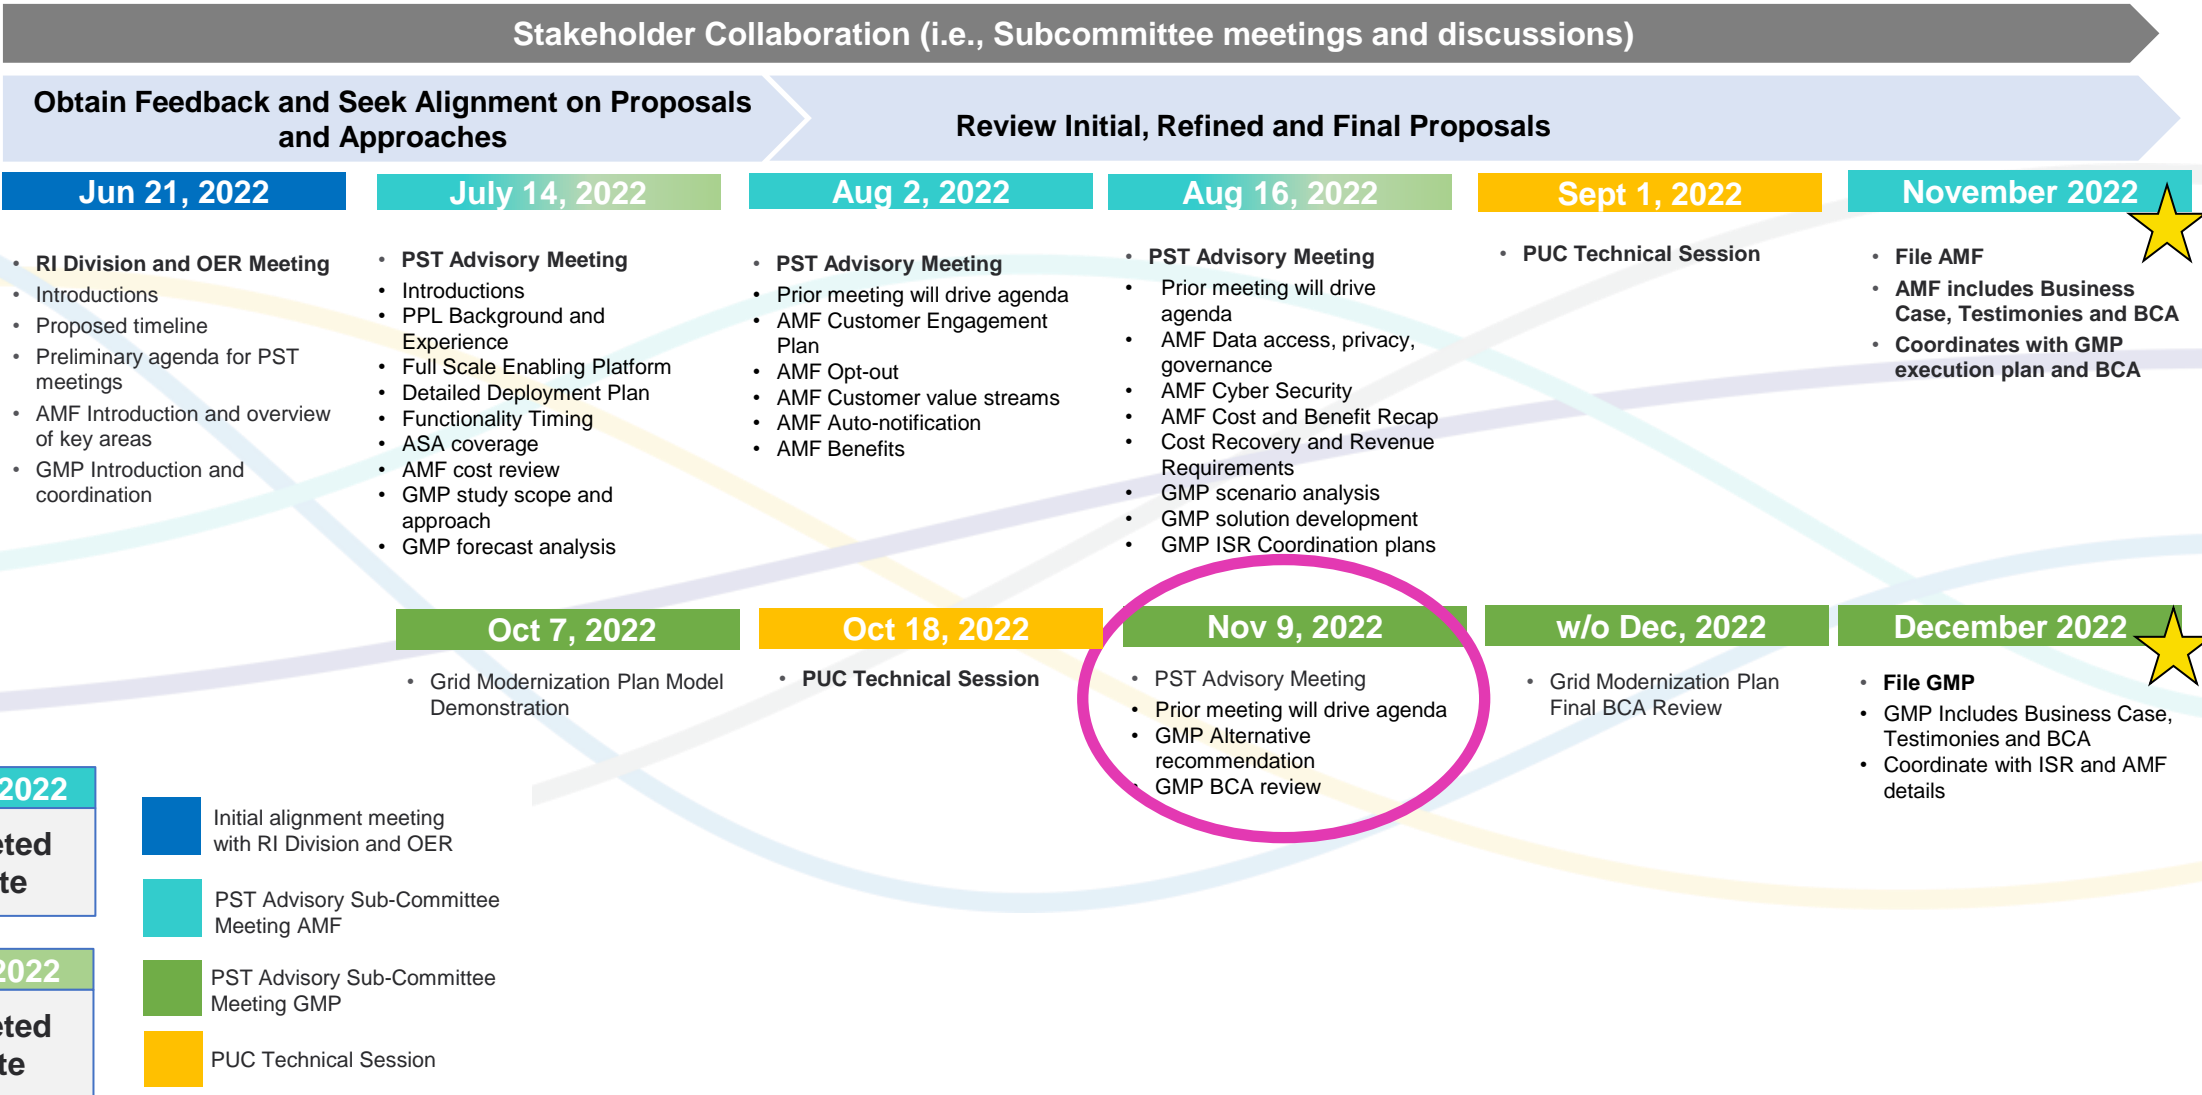 Stakeholder Collaboration (i.e., Subcommittee meetings and discussions)
Obtain Feedback and Seek Alignment on Proposals
and Approaches
Review Initial, Refined and Final Proposals
Jun 21, 2022
• RI Division and OER Meeting
• Introductions
• Proposed timeline
• Preliminary agenda for PST
meetings
• AMF Introduction and overview
of key areas
• GMP Introduction and
coordination
July 14, 2022
• PST Advisory Meeting
• Introductions
• PPL Background and
Experience
• Full Scale Enabling Platform
• Detailed Deployment Plan
• Functionality Timing
• ASA coverage
• AMF cost review
• GMP study scope and
approach
• GMP forecast analysis
Aug 2, 2022
• PST Advisory Meeting
• Prior meeting will drive agenda
• AMF Customer Engagement
Plan
• AMF Opt-out
• AMF Customer value streams
• AMF Auto-notification
• AMF Benefits
Aug 16, 2022
• PST Advisory Meeting
• Prior meeting will drive
agenda
• AMF Data access, privacy,
governance
• AMF Cyber Security
• AMF Cost and Benefit Recap
• Cost Recovery and Revenue
Requirements
• GMP scenario analysis
• GMP solution development
• GMP ISR Coordination plans
Sept 1, 2022
• PUC Technical Session
November 2022
• File AMF
• AMF includes Business
Case, Testimonies and BCA
• Coordinates with GMP
execution plan and BCA
Oct 7, 2022
• Grid Modernization Plan Model
Demonstration
Oct 18, 2022
• PUC Technical Session
Nov 9, 2022
• PST Advisory Meeting
• Prior meeting will drive agenda
• GMP Alternative
recommendation
• GMP BCA review
w/o Dec, 2022
• Grid Modernization Plan
Final BCA Review
December 2022
• File GMP
• GMP Includes Business Case,
Testimonies and BCA
• Coordinate with ISR and AMF
details
2022
Initial alignment meeting
with RI Division and OER
PST Advisory Sub-Committee
Meeting AMF
2022
PST Advisory Sub-Committee
Meeting GMP
PUC Technical Session